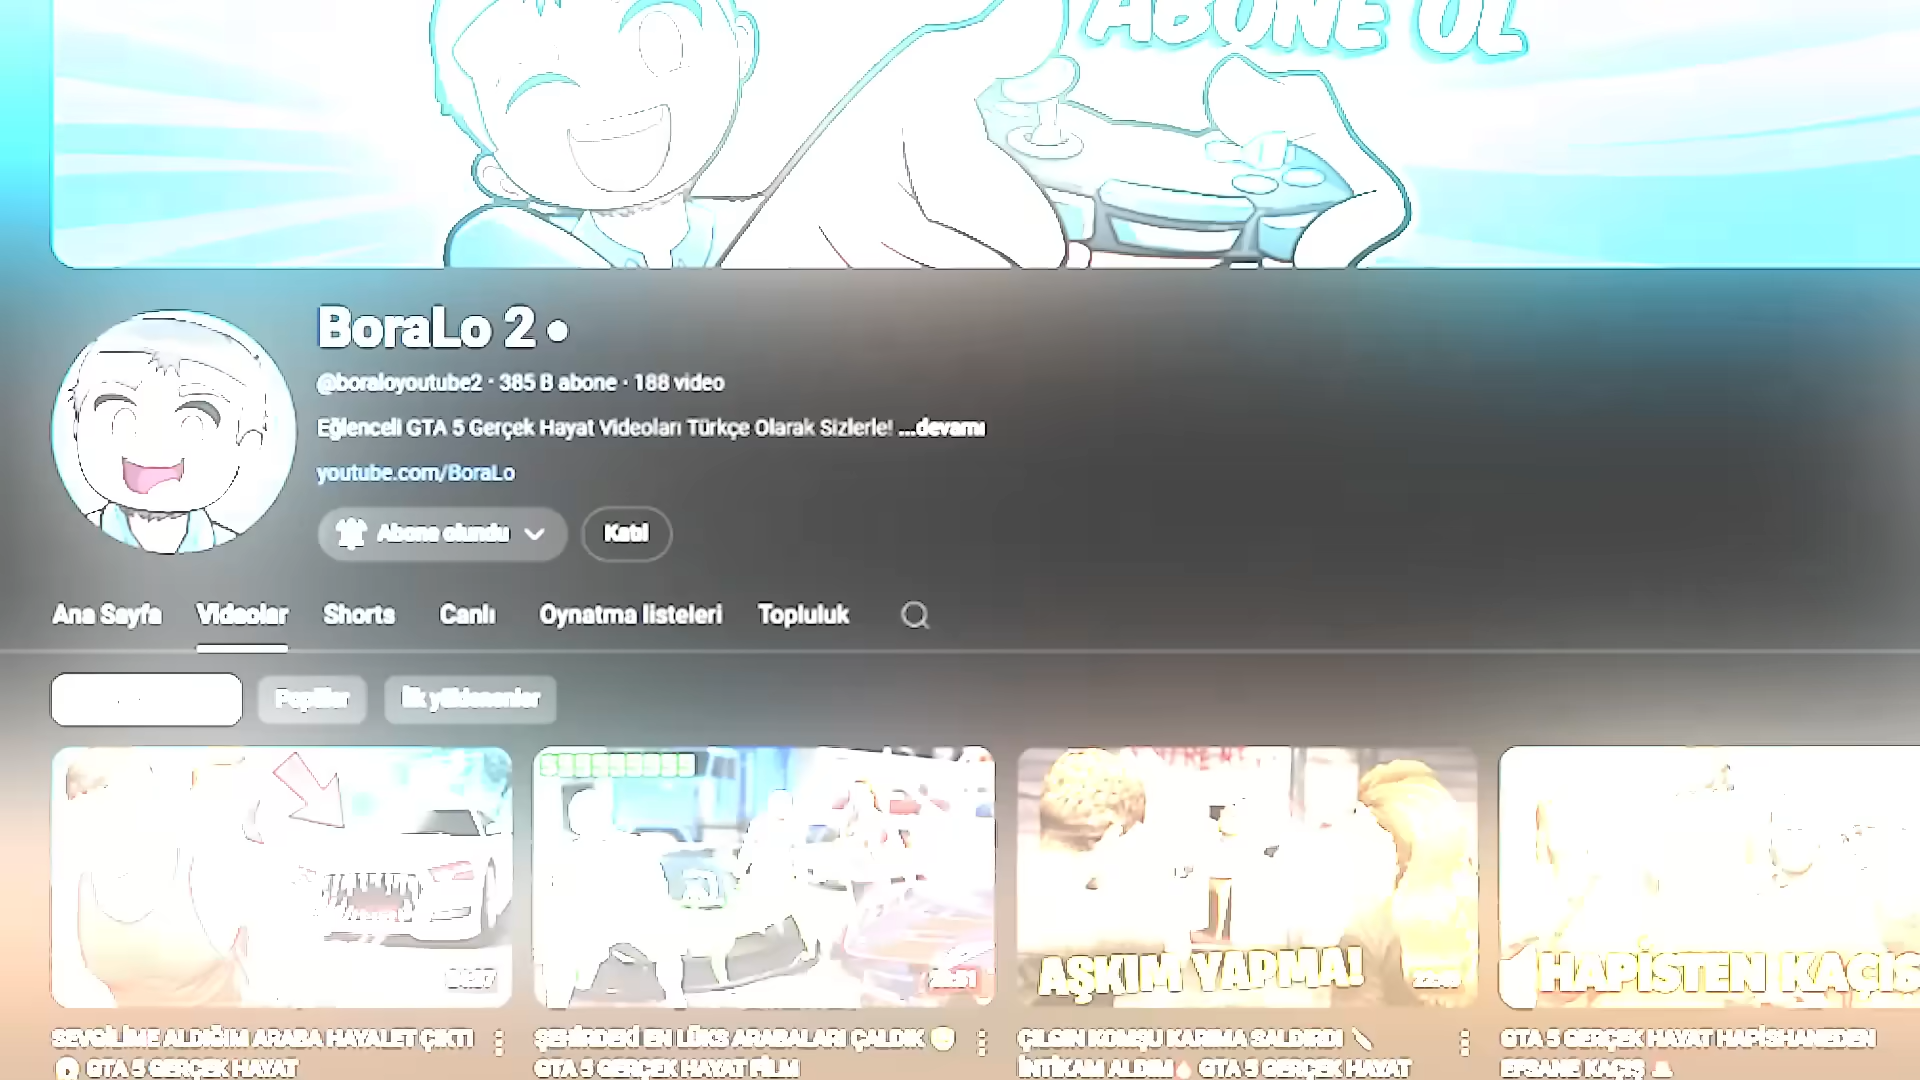 ABONE OL
BoraLo 2 •
@boraloyoutube2 · 385 B abone · 188 video
Eğlenceli GTA 5 Gerçek Hayat Videoları Türkçe Olarak Sizlerle! ...devamı
youtube.com/BoraLo
Abone olundu
Katıl
Ana Sayfa Videolar Shorts Canlı Oynatma listeleri Topluluk
Popüler İlk yüklenenler
AŞKIM YAPMA!
HAPİSTEN KAÇIŞ
SEVGİLİME ALDIĞIM ARABA HAYALET ÇIKTI
GTA 5 GERÇEK HAYAT
ŞEHİRDEKİ EN LÜKS ARABALARI ÇALDIK
GTA 5 GERÇEK HAYAT FİLM
ÇILGIN KOMŞU KARIMA SALDIRDI
İNTİKAM ALDIM GTA 5 GERÇEK HAYAT
GTA 5 GERÇEK HAYAT HAPİSHANEDEN
EFSANE KAÇIŞ